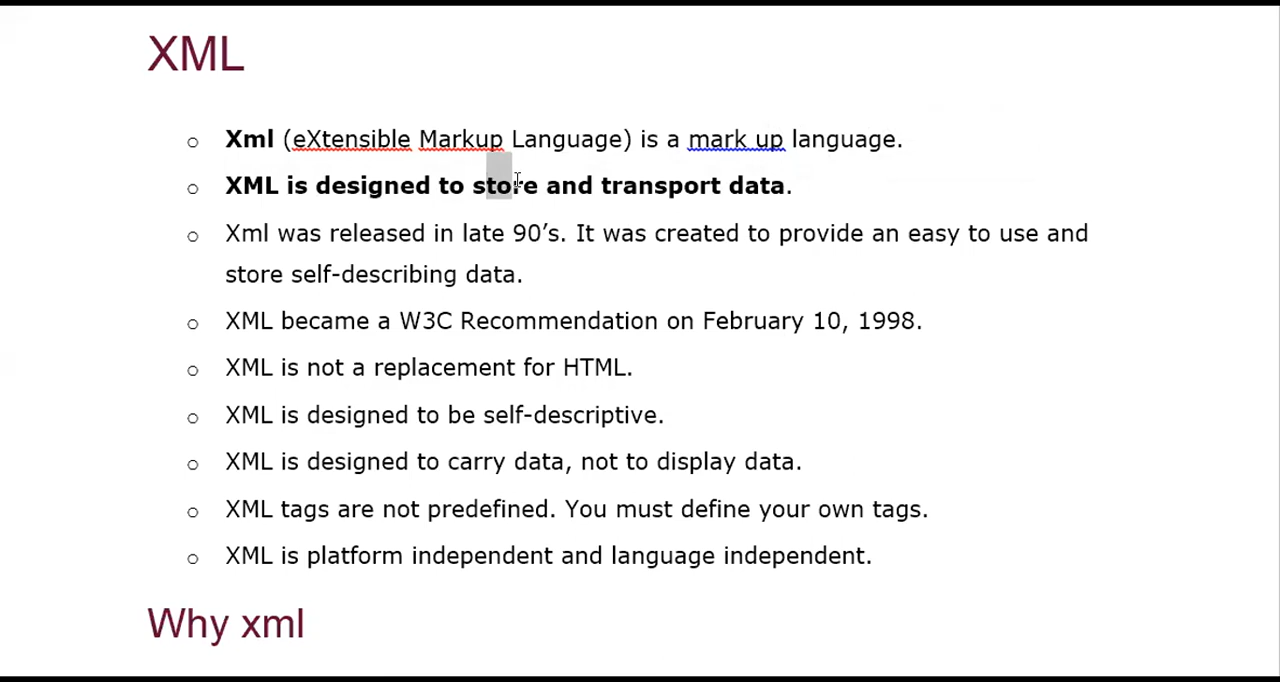 XML
o Xml (eXtensible Markup Language) is a mark up language.
o XML is designed to store and transport data.
o Xml was released in late 90’s. It was created to provide an easy to use and
store self-describing data.
o XML became a W3C Recommendation on February 10, 1998.
o XML is not a replacement for HTML.
o XML is designed to be self-descriptive.
o XML is designed to carry data, not to display data.
o XML tags are not predefined. You must define your own tags.
o XML is platform independent and language independent.
Why xml